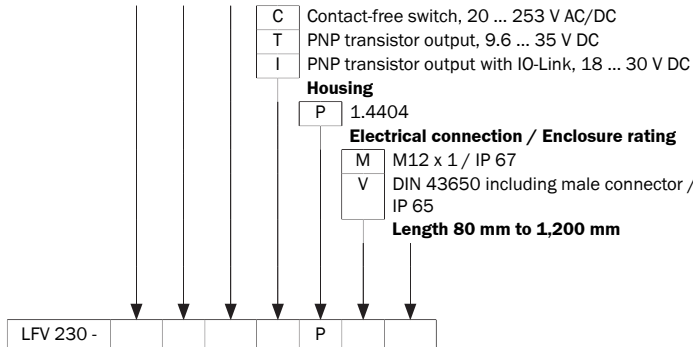 C Contact-free switch, 20 ... 253 V AC/DC
T PNP transistor output, 9.6 ... 35 V DC
I PNP transistor output with IO-Link, 18 ... 30 V DC
Housing
P 1.4404
Electrical connection / Enclosure rating
M M12 x 1 / IP 67
V DIN 43650 including male connector /
IP 65
Length 80 mm to 1,200 mm
LFV 230 - P